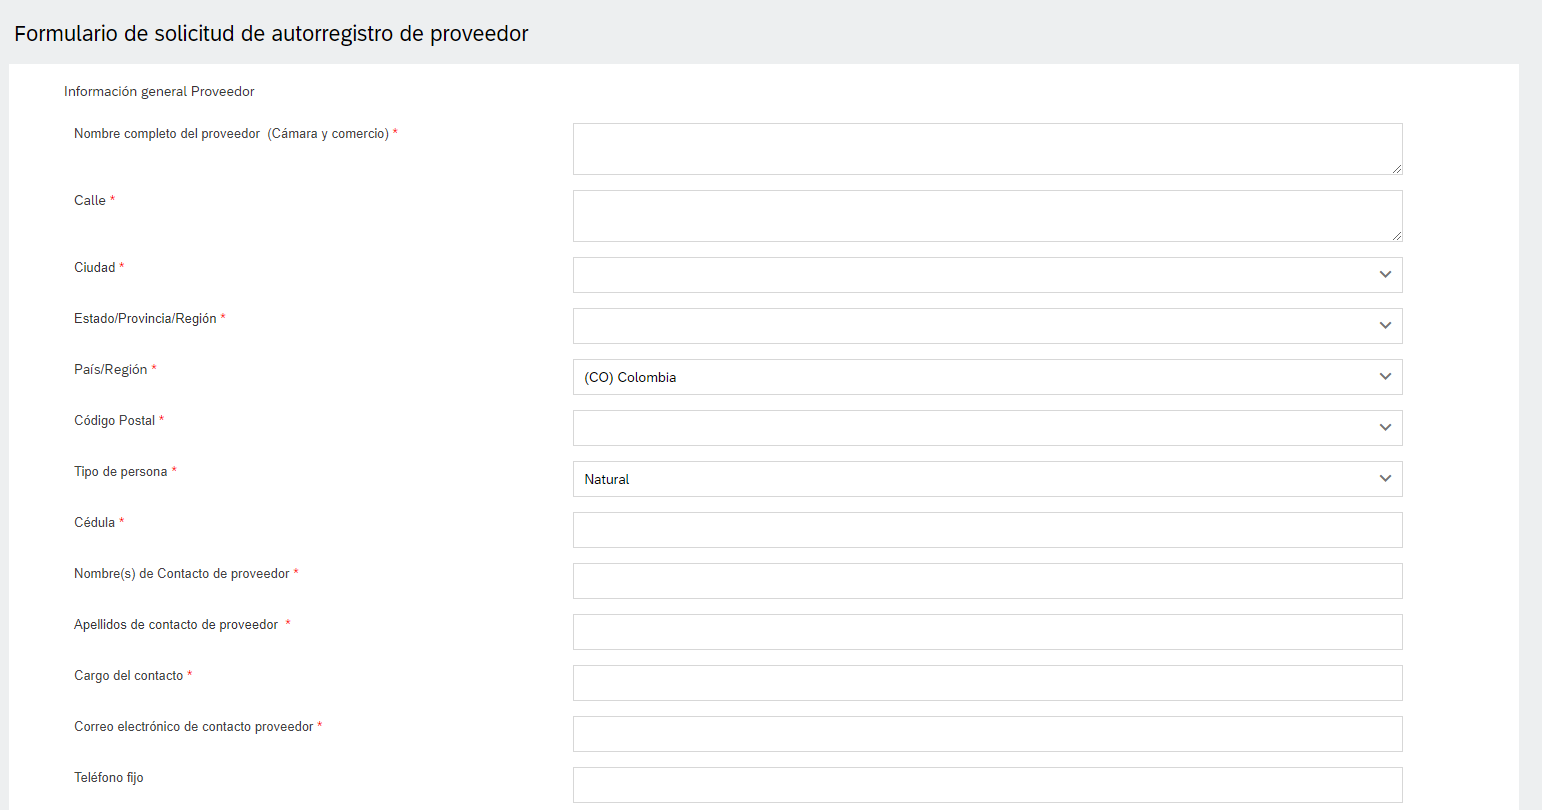 Formulario de solicitud de autorregistro de proveedor
Información general Proveedor
Nombre completo del proveedor (Cámara y comercio) *
Calle *
Ciudad *
Estado/Provincia/Región *
País/Región *
(CO) Colombia
Código Postal *
Tipo de persona *
Natural
Cédula *
Nombre(s) de Contacto de proveedor *
Apellidos de contacto de proveedor *
Cargo del contacto *
Correo electrónico de contacto proveedor *
Teléfono fijo